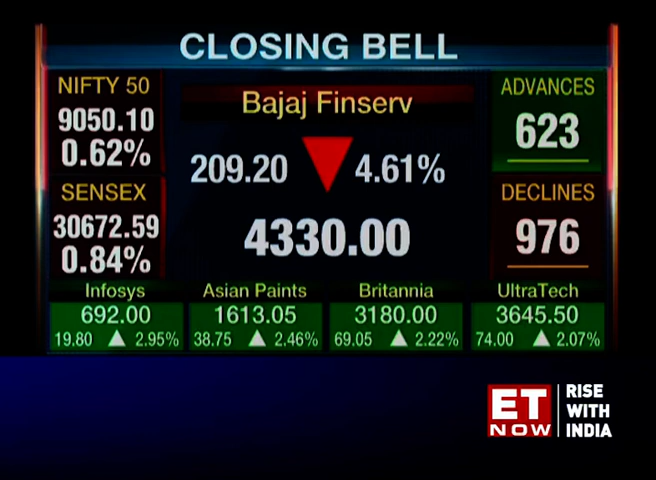 CLOSING BELL
NIFTY 50
9050.10
0.62%
SENSEX
30672.59
0.84%
Bajaj Finserv
209.20 4.61%
4330.00
ADVANCES
623
DECLINES
976
Infosys
692.00
19.80 2.95%
Asian Paints
1613.05
38.75 2.46%
Britannia
3180.00
69.05 2.22%
UltraTech
3645.50
74.00 2.07%
ET
NOW
RISE
WITH
INDIA